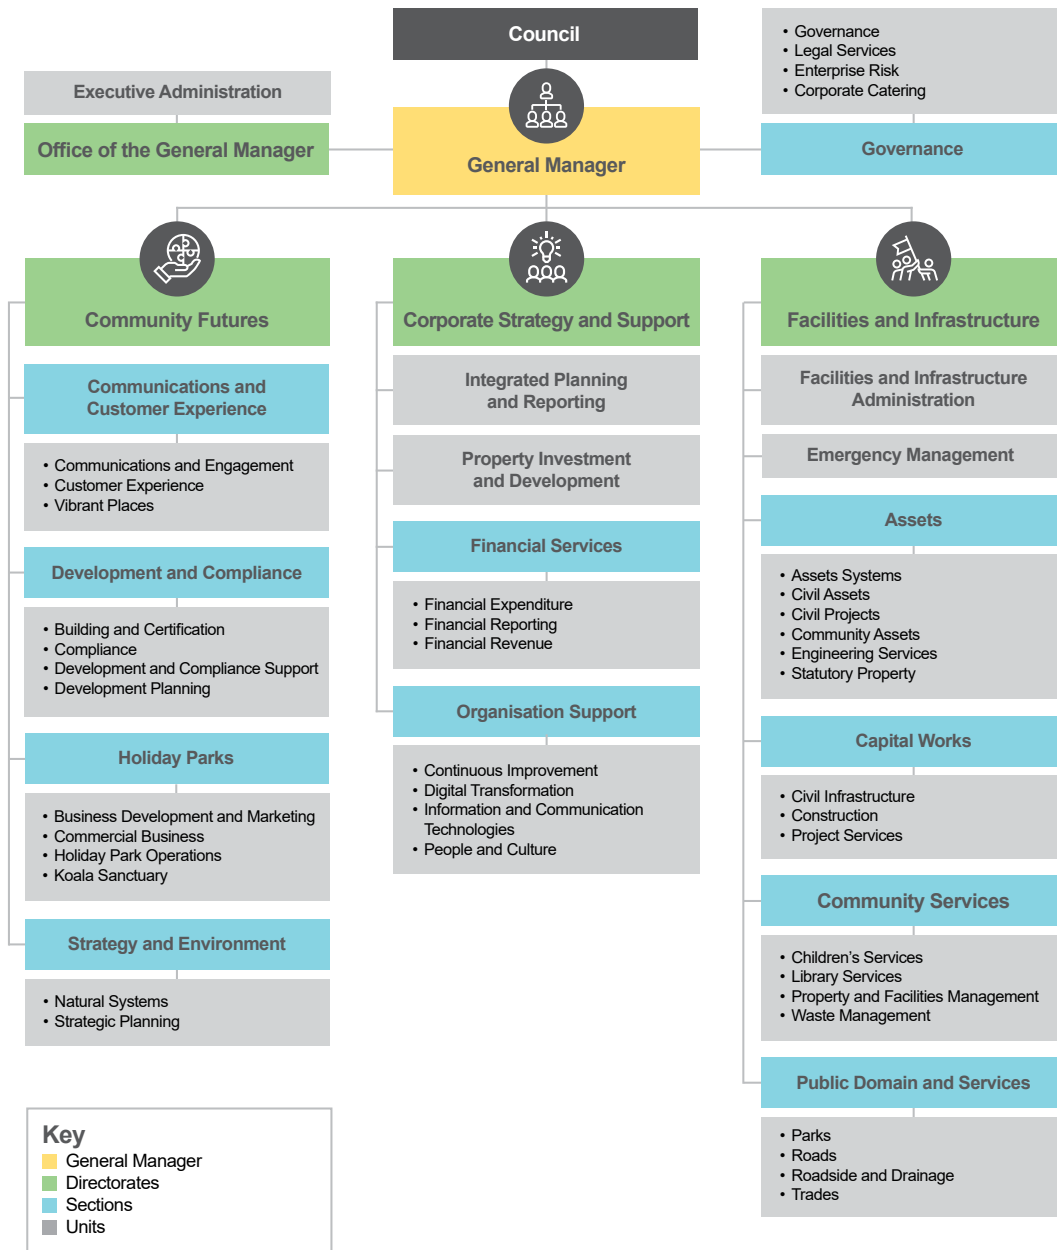 Council
• Governance
• Legal Services
• Enterprise Risk
• Corporate Catering
Executive Administration
Office of the General Manager
General Manager
Governance
Community Futures
Communications and
Customer Experience
• Communications and Engagement
• Customer Experience
• Vibrant Places
Development and Compliance
• Building and Certification
• Compliance
• Development and Compliance Support
• Development Planning
Holiday Parks
• Business Development and Marketing
• Commercial Business
• Holiday Park Operations
• Koala Sanctuary
Strategy and Environment
• Natural Systems
• Strategic Planning
Corporate Strategy and Support
Integrated Planning
and Reporting
Property Investment
and Development
Financial Services
• Financial Expenditure
• Financial Reporting
• Financial Revenue
Organisation Support
• Continuous Improvement
• Digital Transformation
• Information and Communication
Technologies
• People and Culture
Facilities and Infrastructure
Facilities and Infrastructure
Administration
Emergency Management
Assets
• Assets Systems
• Civil Assets
• Civil Projects
• Community Assets
• Engineering Services
• Statutory Property
Capital Works
• Civil Infrastructure
• Construction
• Project Services
Community Services
• Children’s Services
• Library Services
• Property and Facilities Management
• Waste Management
Public Domain and Services
• Parks
• Roads
• Roadside and Drainage
• Trades
Key
General Manager
Directorates
Sections
Units